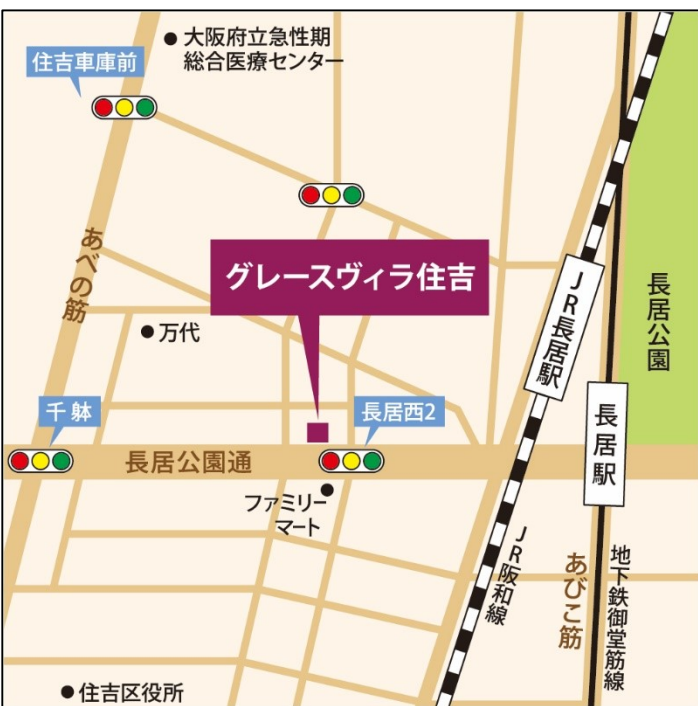 大阪府立急性期
総合医療センター
住吉車庫前
あべの筋
グレースヴィラ住吉
万代
JR長居駅
長居公園
千躰
長居西2
長居駅
長居公園通
ファミリー
マート
JR阪和線
あびこ筋
地下鉄御堂筋線
住吉区役所